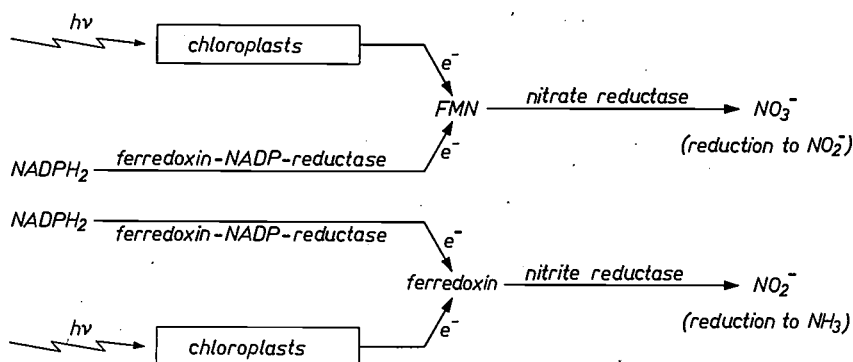 hν
chloroplasts
e⁻
FMN
nitrate reductase
NO₃⁻
(reduction to NO₂⁻)
NADPH₂
ferredoxin-NADP-reductase
e⁻
NADPH₂
ferredoxin-NADP-reductase
e⁻
ferredoxin
nitrite reductase
NO₂⁻
(reduction to NH₃)
hν
chloroplasts
e⁻